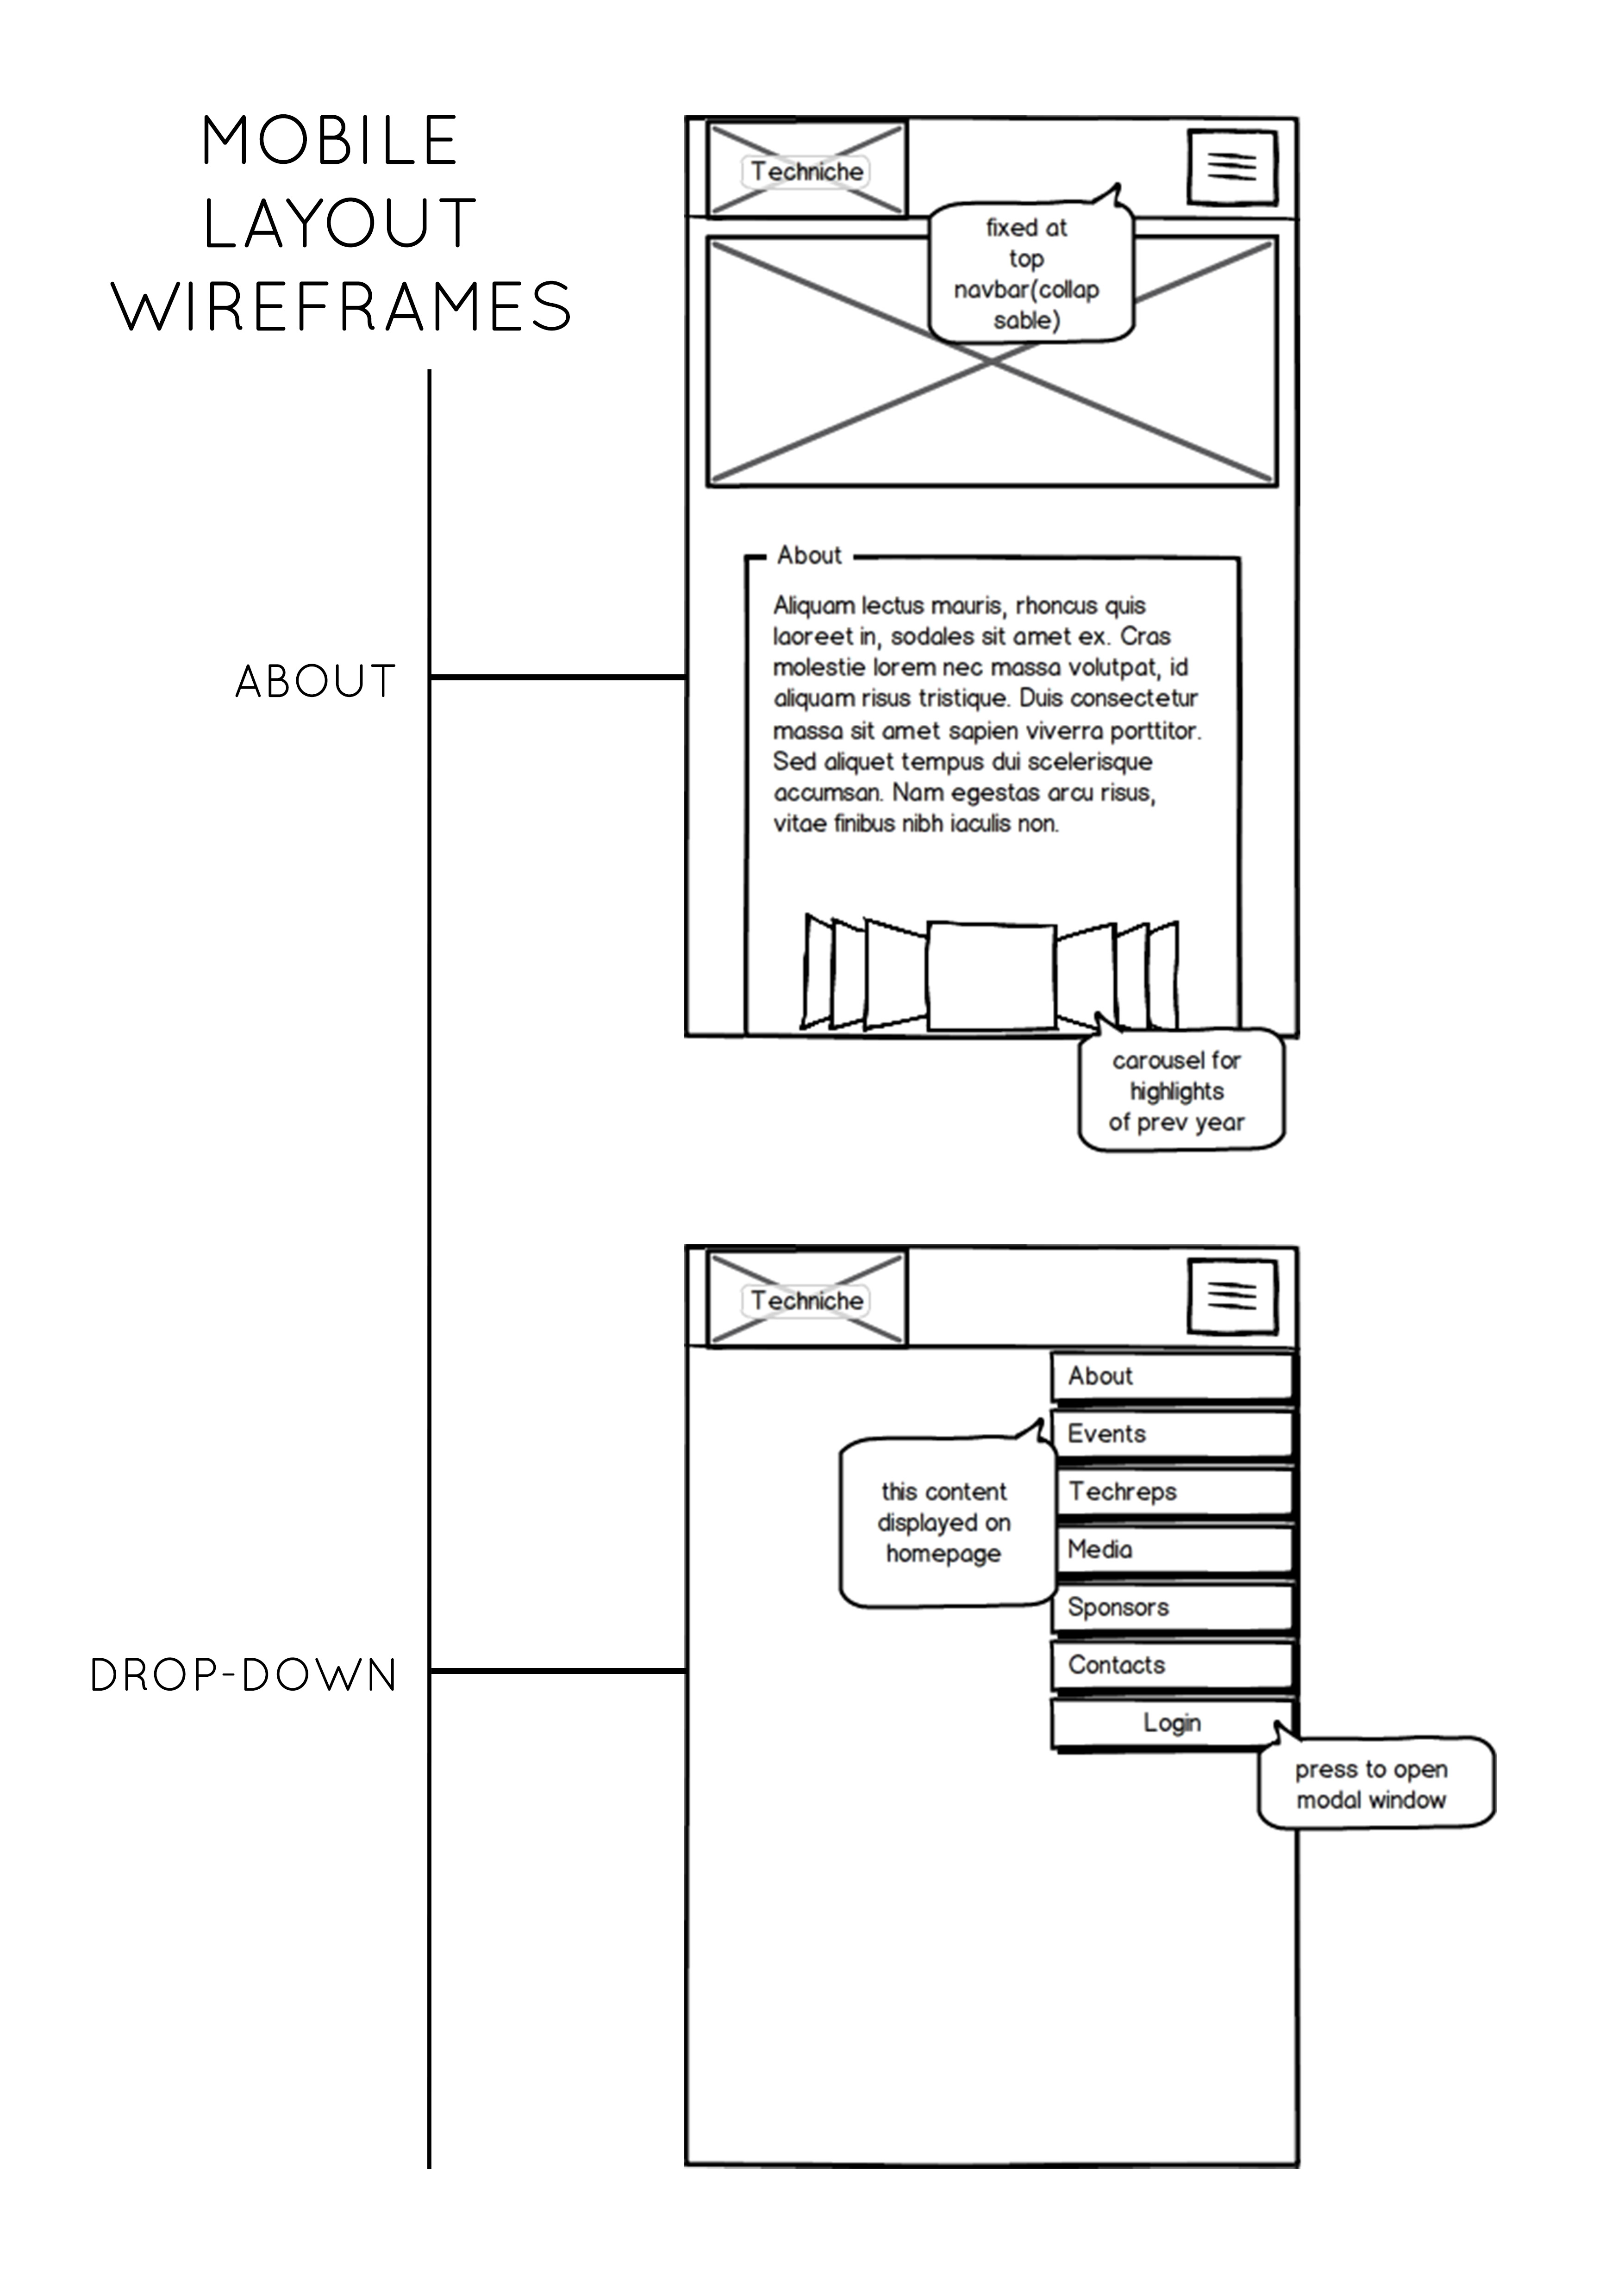 MOBILE
LAYOUT
WIREFRAMES
Techniche
fixed at
top
navbar(collap
sable)
ABOUT
About
Aliquam lectus mauris, rhoncus quis
laoreet in, sodales sit amet ex. Cras
molestie lorem nec massa volutpat, id
aliquam risus tristique. Duis consectetur
massa sit amet sapien viverra porttitor.
Sed aliquet tempus dui scelerisque
accumsan. Nam egestas arcu risus,
vitae finibus nibh iaculis non.
carousel for
highlights
of prev year
DROP-DOWN
Techniche
About
Events
Techreps
Media
Sponsors
Contacts
Login
this content
displayed on
homepage
press to open
modal window